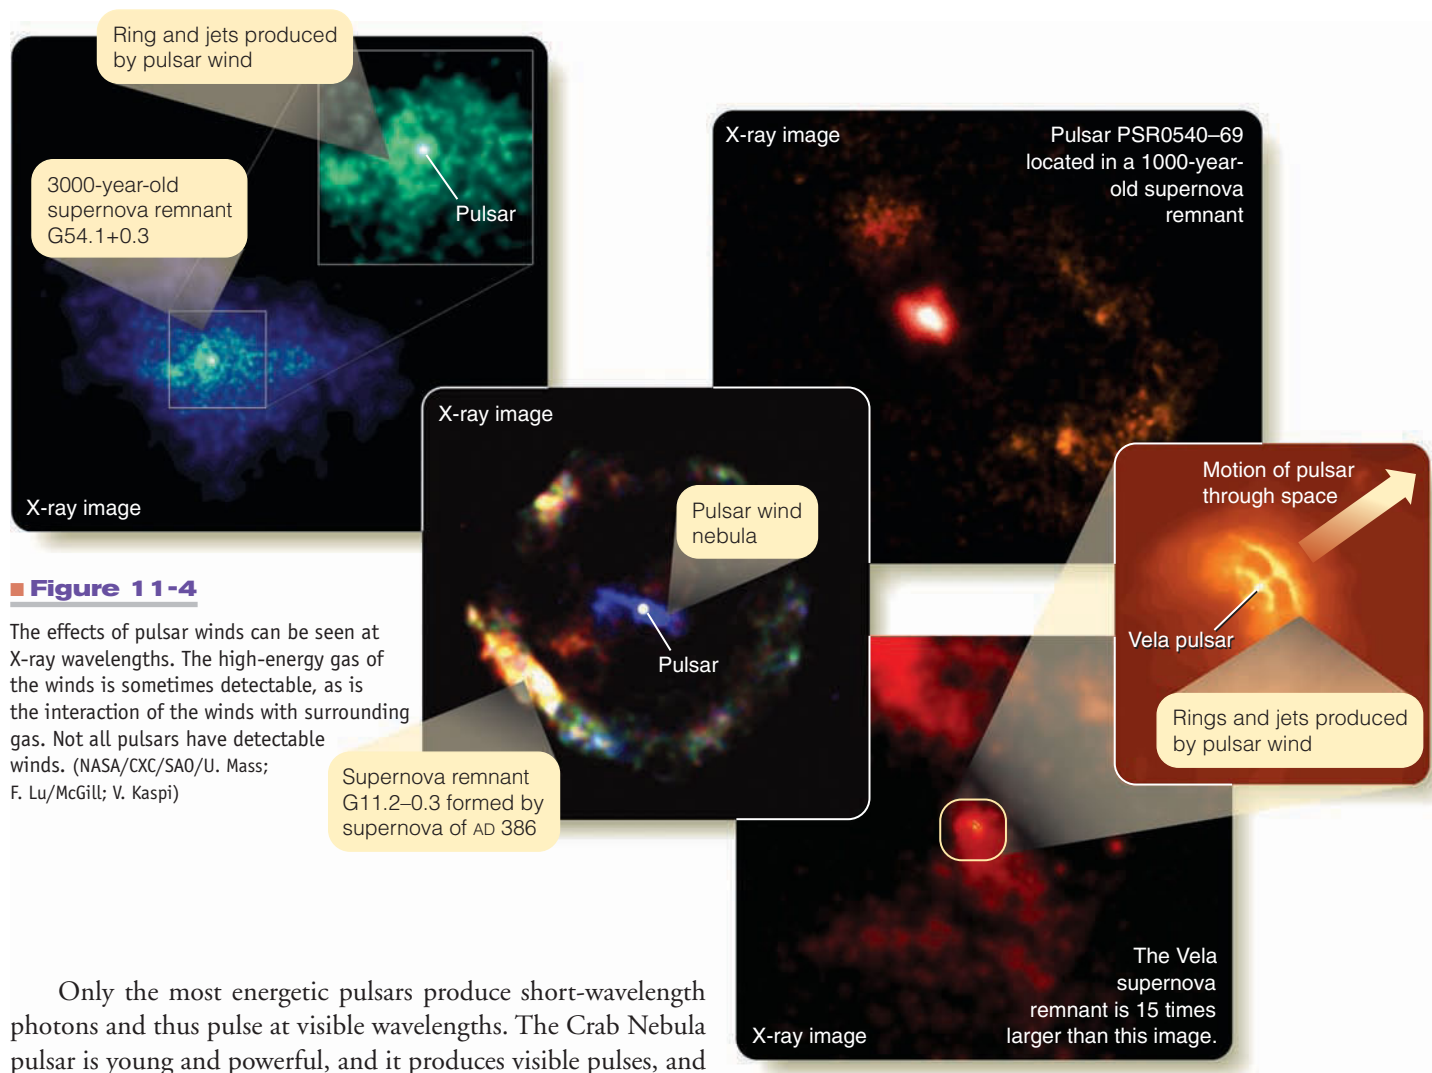 Ring and jets produced
by pulsar wind
3000-year-old
supernova remnant
G54.1+0.3
Pulsar
X-ray image
X-ray image
Pulsar PSR0540–69
located in a 1000-year-
old supernova
remnant
X-ray image
Pulsar wind
nebula
Pulsar
Supernova remnant
G11.2–0.3 formed by
supernova of AD 386
Motion of pulsar
through space
Vela pulsar
Rings and jets produced
by pulsar wind
The Vela
supernova
remnant is 15 times
larger than this image.
X-ray image
■ Figure 11-4
The effects of pulsar winds can be seen at
X-ray wavelengths. The high-energy gas of
the winds is sometimes detectable, as is
the interaction of the winds with surrounding
gas. Not all pulsars have detectable
winds. (NASA/CXC/SAO/U. Mass;
F. Lu/McGill; V. Kaspi)
Only the most energetic pulsars produce short-wavelength
photons and thus pulse at visible wavelengths. The Crab Nebula
pulsar is young and powerful, and it produces visible pulses, and